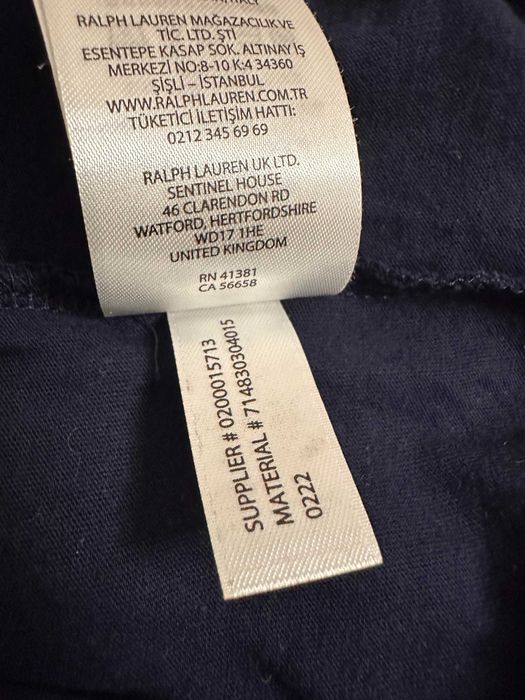 RALPH LAUREN MAĞAZACILIK VE
TİC. LTD. ŞTİ
ESENTEPE KASAP SOK. ALTINAY İŞ
MERKEZİ NO:8-10 K:4 34360
ŞİŞLİ – İSTANBUL
WWW.RALPHLAUREN.COM.TR
TÜKETİCİ İLETİŞİM HATTI:
0212 345 69 69
RALPH LAUREN UK LTD.
SENTINEL HOUSE
46 CLARENDON RD
WATFORD, HERTFORDSHIRE
WD17 1HE
UNITED KINGDOM
RN 41381
CA 56658
SUPPLIER # 0200015713
MATERIAL # 714830304015
0222